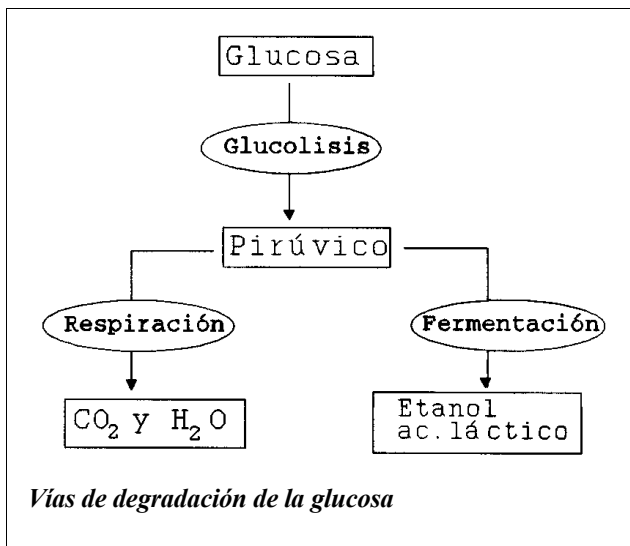 Glucosa
Glucolisis
Pirúvico
Respiración
Fermentación
CO₂ y H₂O
Etanol
ac.láctico
Vías de degradación de la glucosa